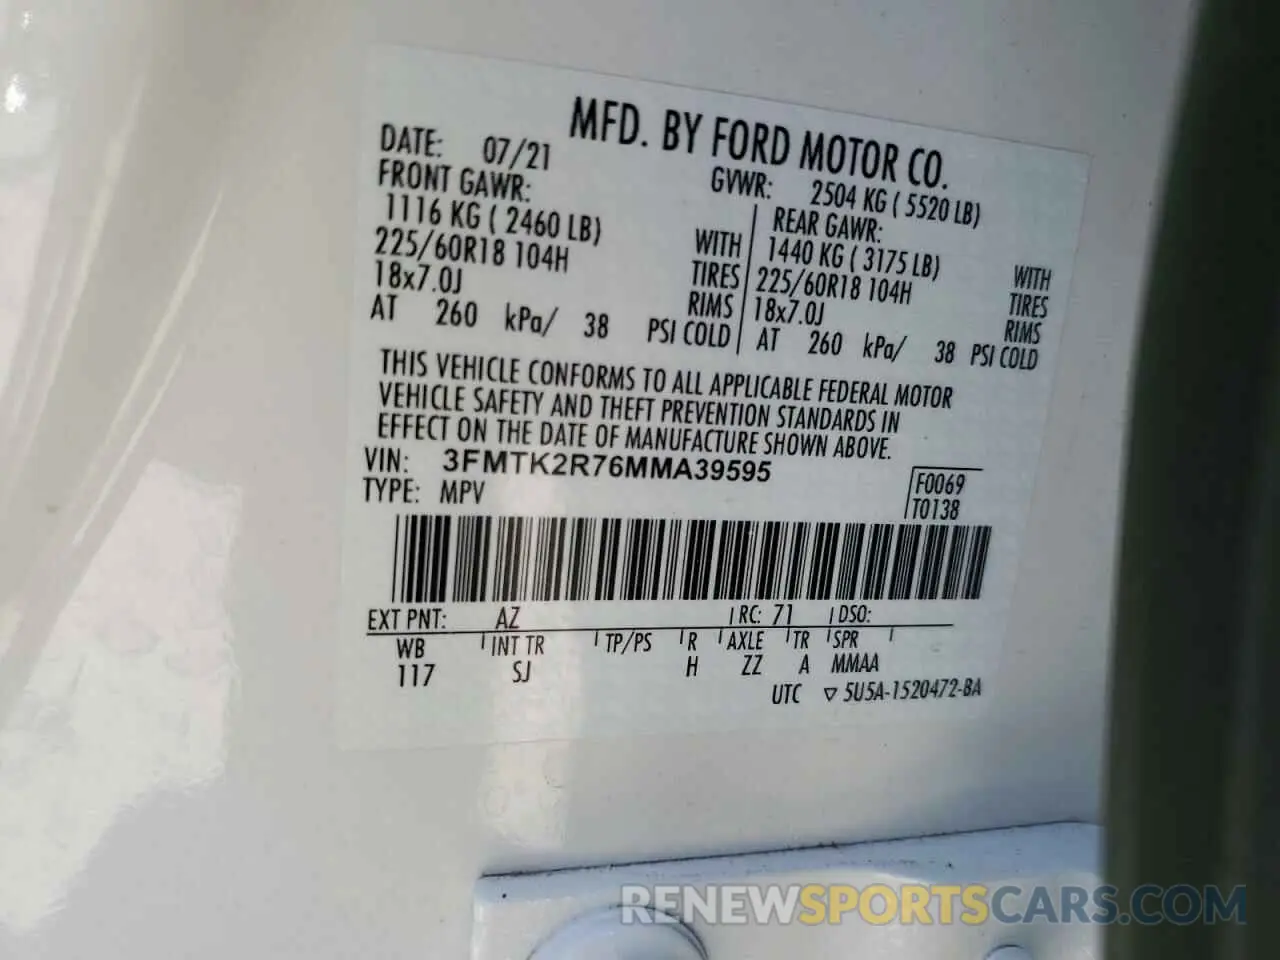 MFD. BY FORD MOTOR CO.
DATE: 07/21
GVWR: 2504 KG ( 5520 LB)
FRONT GAWR:
1116 KG ( 2460 LB) WITH
225/60R18 104H TIRES
18x7.0J RIMS
AT 260 kPa/ 38 PSI COLD
REAR GAWR:
1440 KG ( 3175 LB) WITH
225/60R18 104H TIRES
18x7.0J RIMS
AT 260 kPa/ 38 PSI COLD
THIS VEHICLE CONFORMS TO ALL APPLICABLE FEDERAL MOTOR
VEHICLE SAFETY AND THEFT PREVENTION STANDARDS IN
EFFECT ON THE DATE OF MANUFACTURE SHOWN ABOVE.
VIN: 3FMTK2R76MMA39595
TYPE: MPV
F0069
T0138
EXT PNT: AZ RC: 71 DSO:
WB INT TR TP/PS R AXLE TR SPR
117 SJ H ZZ A MMAA
UTC ▽ 5U5A-1520472-BA
RENEWSPORTSCARS.COM